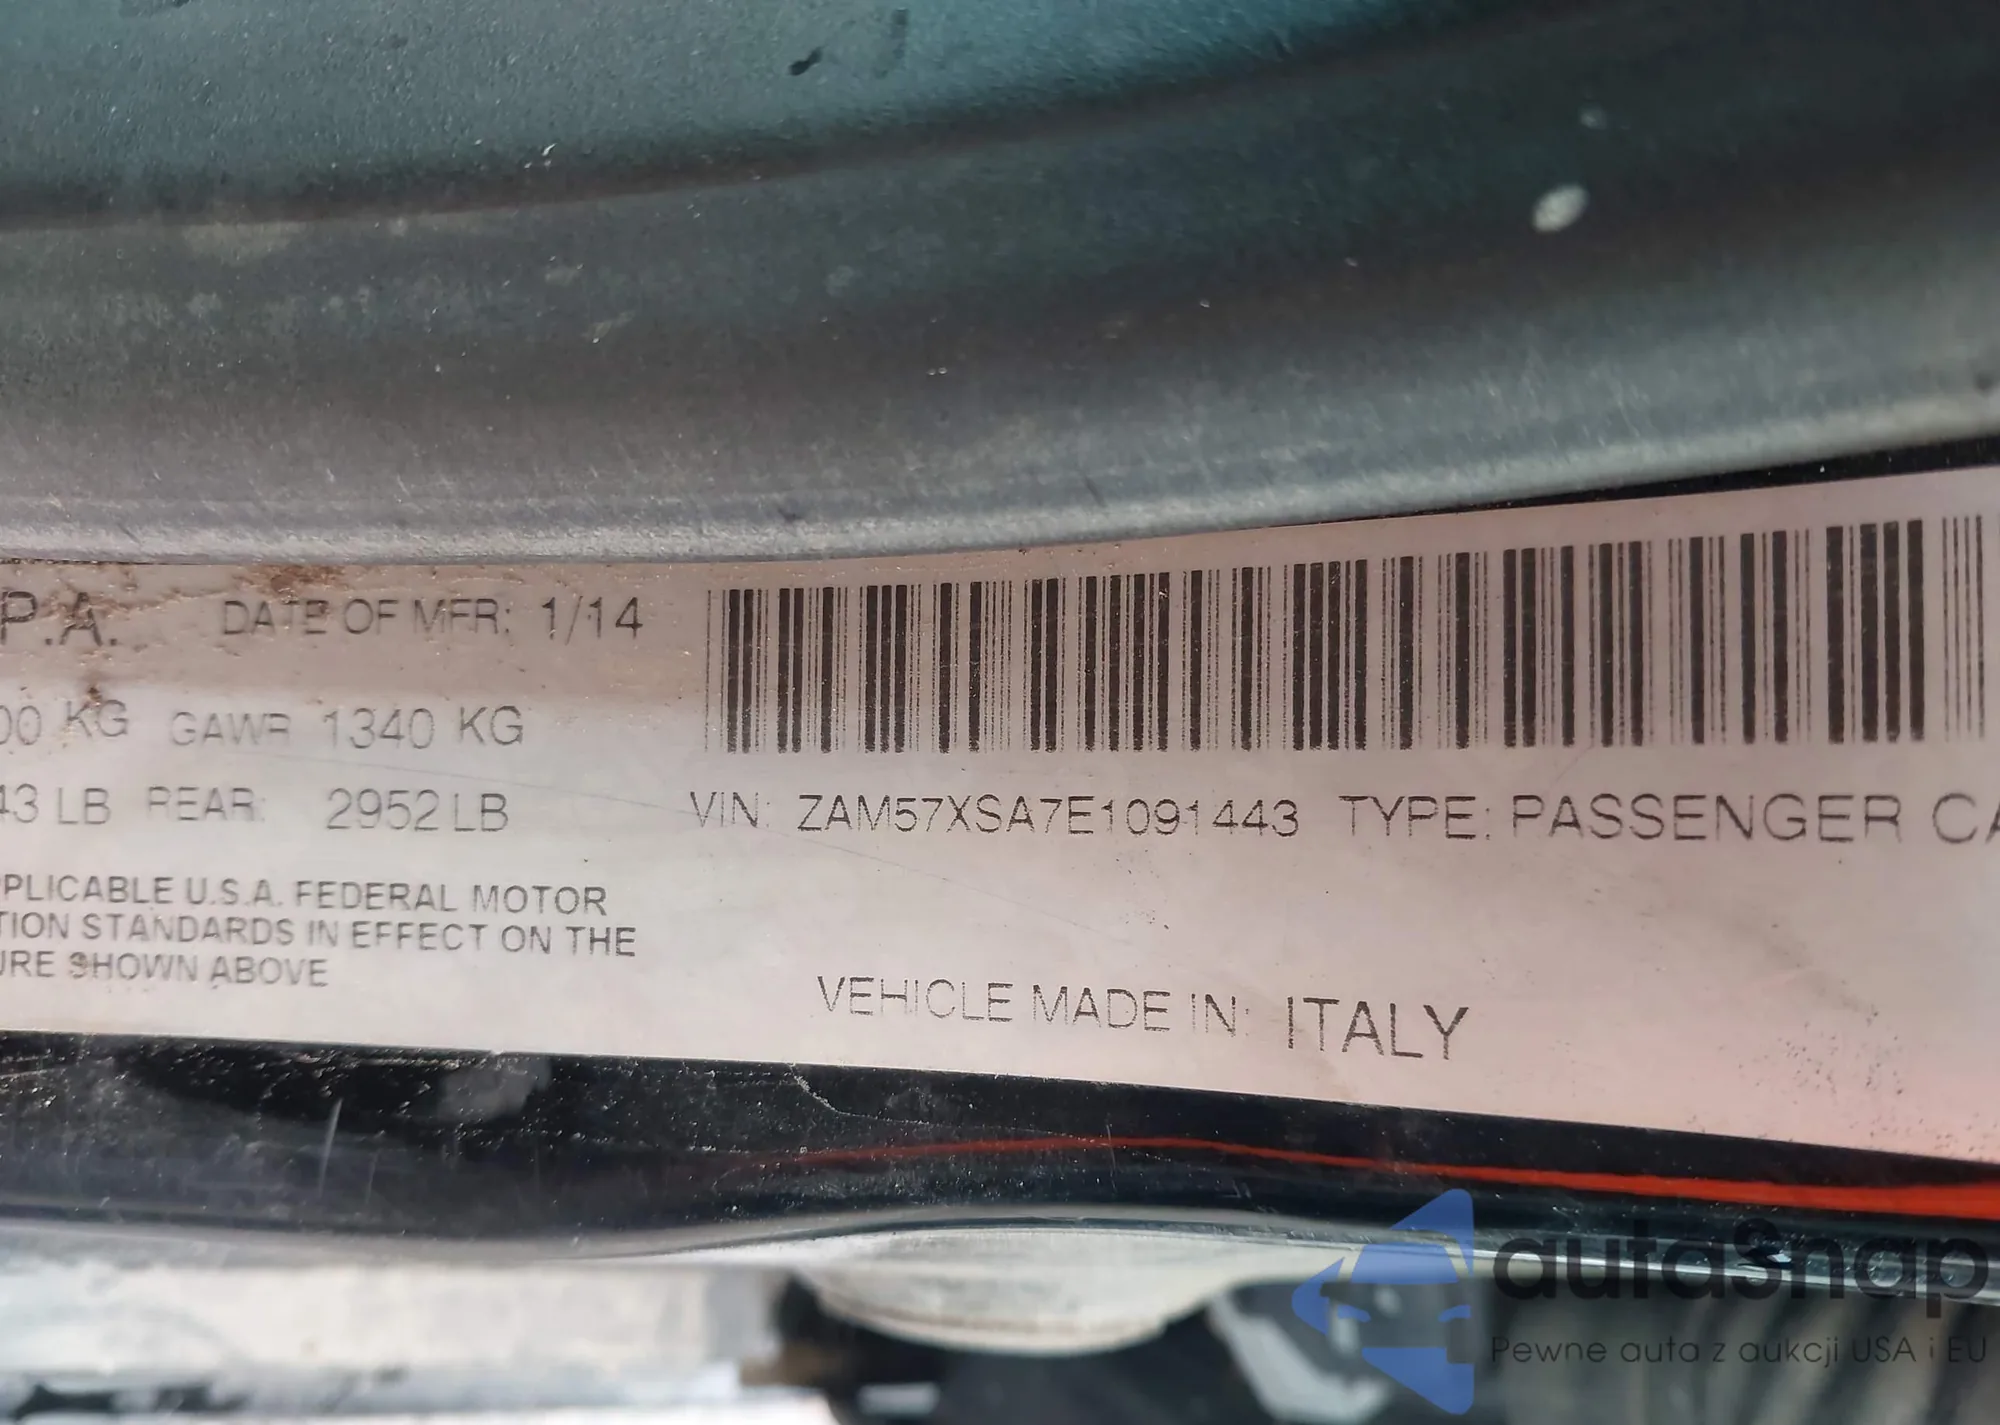 P.A. DATE OF MFR: 1/14
00 KG GAWR 1340 KG
43 LB REAR: 2952 LB VIN: ZAM57XSA7E1091443 TYPE: PASSENGER CA
PPLICABLE U.S.A. FEDERAL MOTOR
TION STANDARDS IN EFFECT ON THE
URE SHOWN ABOVE
VEHICLE MADE IN: ITALY
autaSnap
Pewne auta z aukcji USA i EU